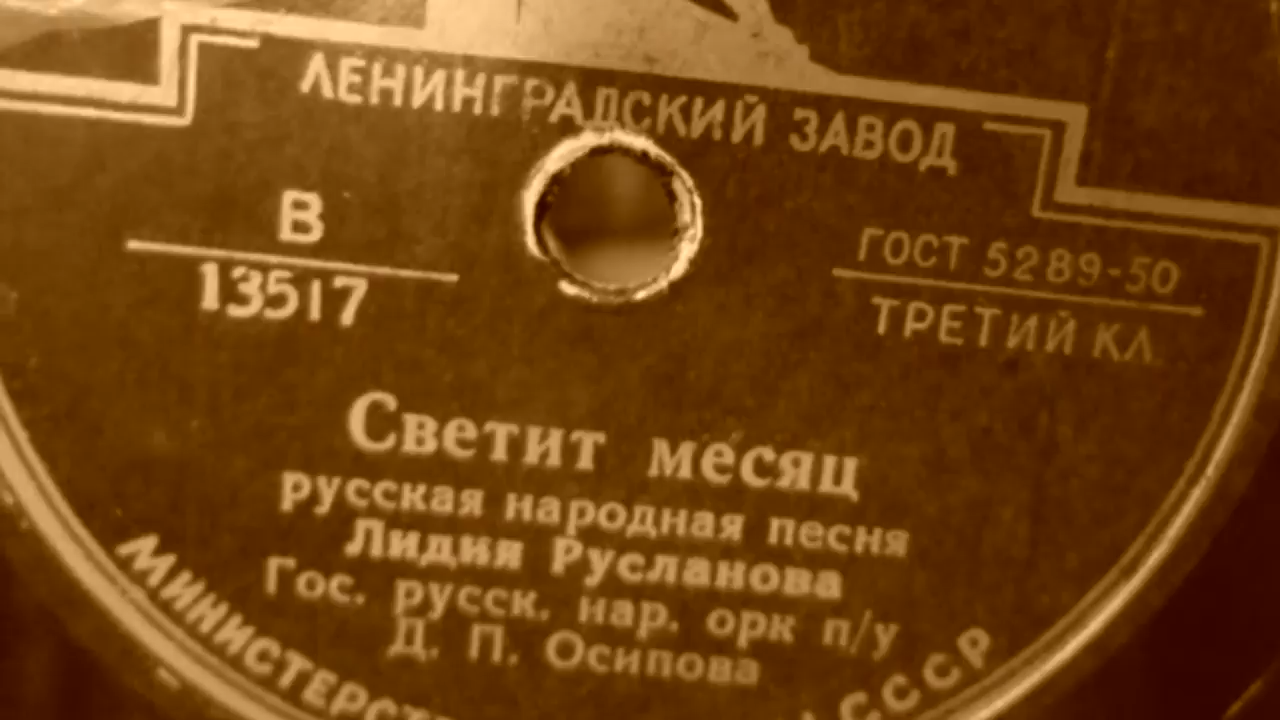 ЛЕНИНГРАДСКИЙ ЗАВОД
В
13517
ГОСТ 5289-50
ТРЕТИЙ КЛ.
Светит месяц
русская народная песня
Лидия Русланова
Гос. русск. нар. орк п/у
Д. П. Осипова
СССР